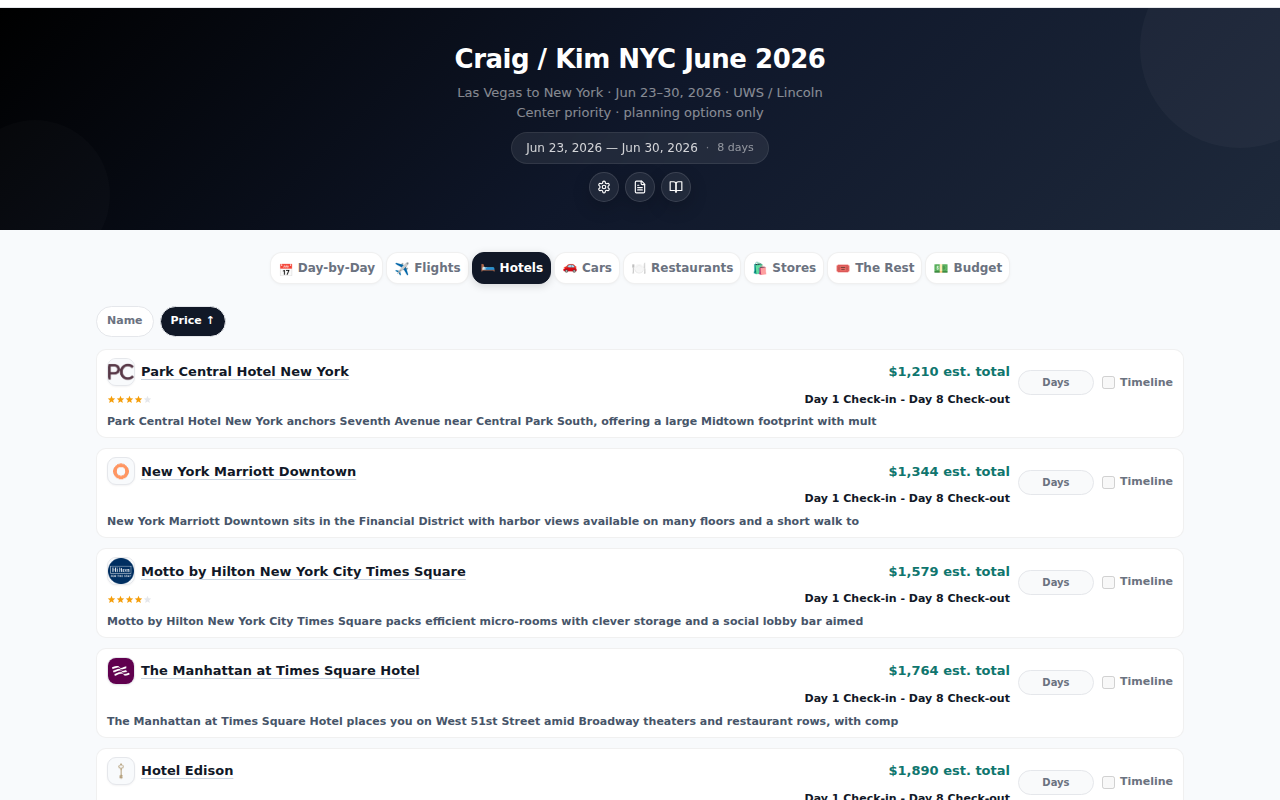 Craig / Kim NYC June 2026
Las Vegas to New York · Jun 23–30, 2026 · UWS / Lincoln
Center priority · planning options only
Jun 23, 2026 — Jun 30, 2026 · 8 days
Day-by-Day
Flights
Hotels
Cars
Restaurants
Stores
The Rest
Budget
Name
Price ↑
PC
Park Central Hotel New York
$1,210 est. total
Days
Timeline
Day 1 Check-in - Day 8 Check-out
Park Central Hotel New York anchors Seventh Avenue near Central Park South, offering a large Midtown footprint with mult
New York Marriott Downtown
$1,344 est. total
Days
Timeline
Day 1 Check-in - Day 8 Check-out
New York Marriott Downtown sits in the Financial District with harbor views available on many floors and a short walk to
Hilton
Motto by Hilton New York City Times Square
$1,579 est. total
Days
Timeline
Day 1 Check-in - Day 8 Check-out
Motto by Hilton New York City Times Square packs efficient micro-rooms with clever storage and a social lobby bar aimed
The Manhattan at Times Square Hotel
$1,764 est. total
Days
Timeline
Day 1 Check-in - Day 8 Check-out
The Manhattan at Times Square Hotel places you on West 51st Street amid Broadway theaters and restaurant rows, with comp
Hotel Edison
$1,890 est. total
Days
Timeline
Day 1 Check-in - Day 8 Check-out